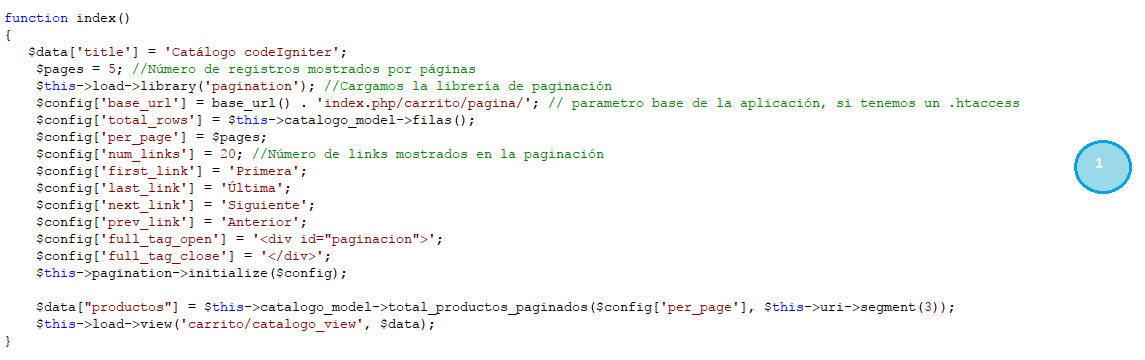 function index()
{
$data['title'] = 'Catálogo codeIgniter';
$pages = 5; //Número de registros mostrados por páginas
$this->load->library('pagination'); //Cargamos la librería de paginación
$config['base_url'] = base_url() . 'index.php/carrito/pagina/'; // parametro base de la aplicación, si tenemos un .htaccess
$config['total_rows'] = $this->catalogo_model->filas();
$config['per_page'] = $pages;
$config['num_links'] = 20; //Número de links mostrados en la paginación
$config['first_link'] = 'Primera';
$config['last_link'] = 'Última';
$config['next_link'] = 'Siguiente';
$config['prev_link'] = 'Anterior';
$config['full_tag_open'] = '<div id="paginacion">';
$config['full_tag_close'] = '</div>';
$this->pagination->initialize($config);
$data["productos"] = $this->catalogo_model->total_productos_paginados($config['per_page'], $this->uri->segment(3));
$this->load->view('carrito/catalogo_view', $data);
}
1